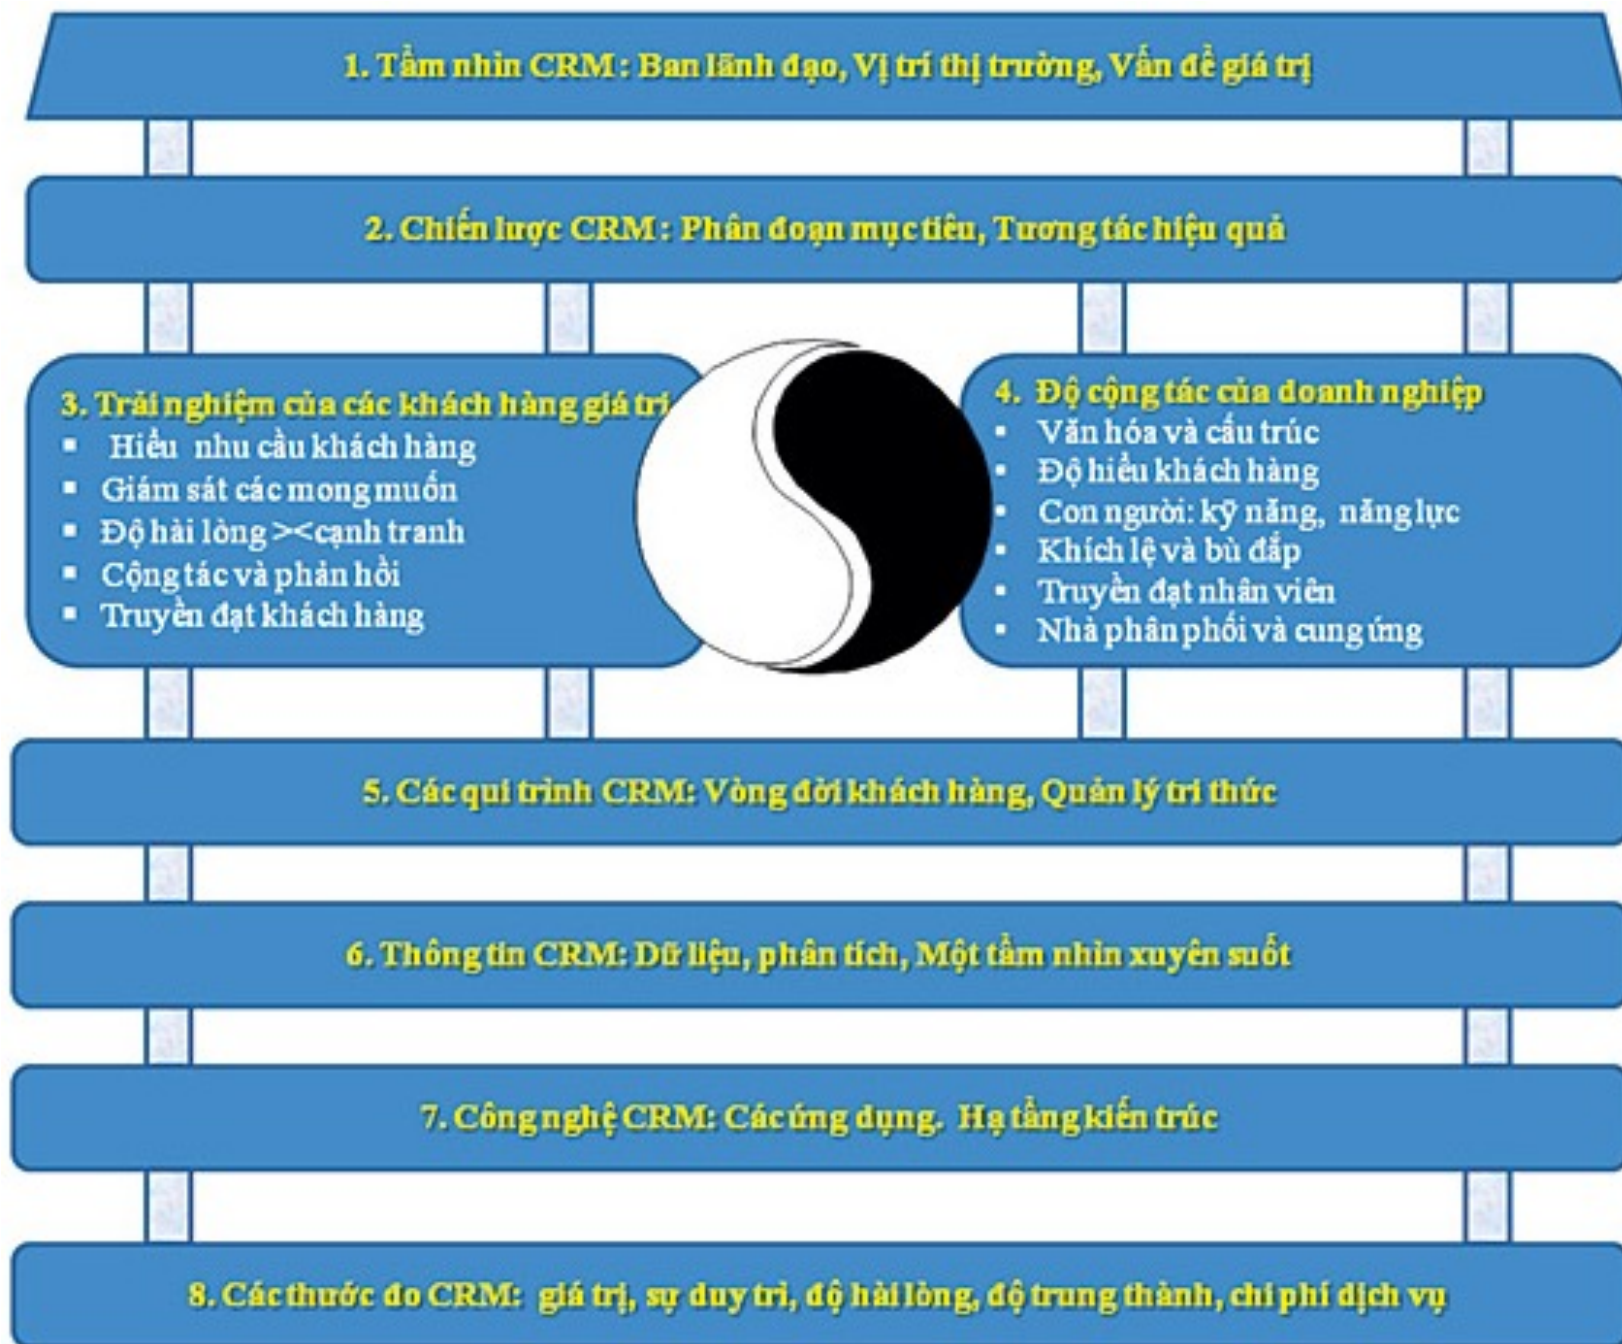 1. Tầm nhìn CRM : Ban lãnh đạo, Vị trí thị trường, Vấn đề giá trị
2. Chiến lược CRM : Phân đoạn mục tiêu, Tương tác hiệu quả
3. Trải nghiệm của các khách hàng giá trị
▪ Hiểu nhu cầu khách hàng
▪ Giám sát các mong muốn
▪ Độ hài lòng ><cạnh tranh
▪ Cộng tác và phản hồi
▪ Truyền đạt khách hàng
4. Độ cộng tác của doanh nghiệp
▪ Văn hóa và cấu trúc
▪ Độ hiểu khách hàng
▪ Con người: kỹ năng, năng lực
▪ Khích lệ và bù đắp
▪ Truyền đạt nhân viên
▪ Nhà phân phối và cung ứng
5. Các qui trình CRM: Vòng đời khách hàng, Quản lý tri thức
6. Thông tin CRM: Dữ liệu, phân tích, Một tầm nhìn xuyên suốt
7. Công nghệ CRM: Các ứng dụng. Hạ tầng kiến trúc
8. Các thước đo CRM: giá trị, sự duy trì, độ hài lòng, độ trung thành, chi phí dịch vụ